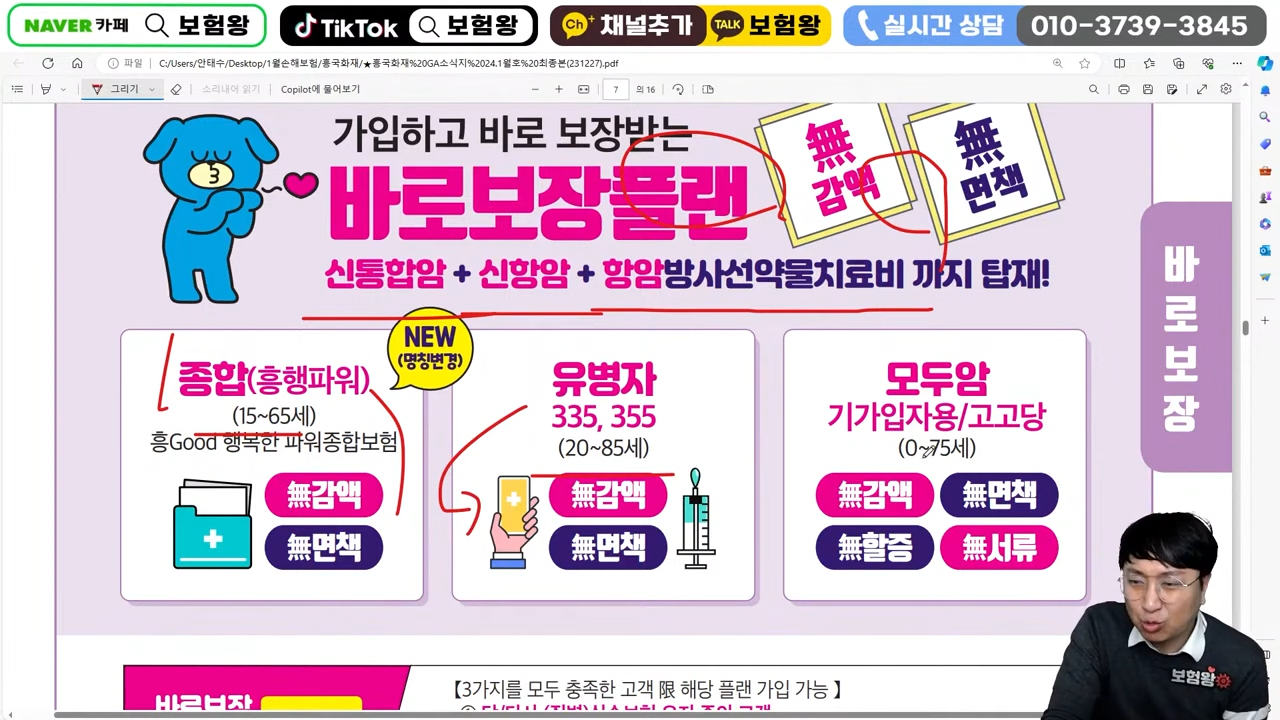 NAVER 카페 보험왕
TikTok 보험왕
Ch+ 채널추가 TALK 보험왕
실시간 상담 010-3739-3845
파일 C:/Users/안태수/Desktop/1월손해보험/흥국화재/★흥국화재%20GA소식지%2024.1월호%20최종본(231227).pdf
그리기 소리내어 읽기 Copilot에 물어보기 7 의 16
가입하고 바로 보장받는
바로보장플랜
無감액
無면책
신통합암 + 신항암 + 항암방사선약물치료비 까지 탑재!
바로보장
NEW
(명칭변경)
종합(흥행파워)
(15~65세)
흥Good 행복한 파워종합보험
無감액
無면책
유병자
335, 355
(20~85세)
無감액
無면책
모두암
기가입자용/고고당
(0~75세)
無감액 無면책
無할증 無서류
보험왕
바로보장
【3가지를 모두 충족한 고객 限 해당 플랜 가입 가능 】